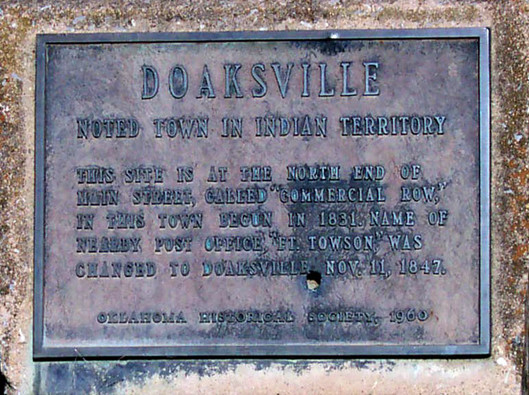 DOAKSVILLE
NOTED TOWN IN INDIAN TERRITORY
THIS SITE IS AT THE NORTH END OF
MAIN STREET, CALLED "COMMERCIAL ROW,"
IN THIS TOWN BEGUN IN 1831. NAME OF
NEARBY POST OFFICE, "FT. TOWSON," WAS
CHANGED TO DOAKSVILLE NOV. 11, 1847.
OKLAHOMA HISTORICAL SOCIETY, 1960